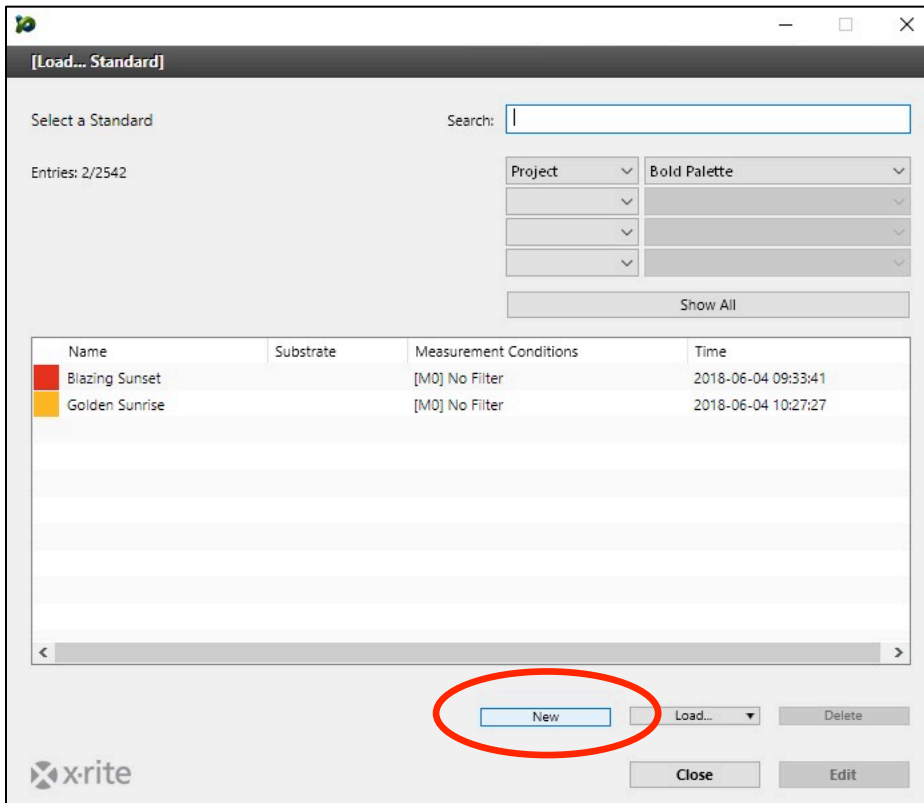 [Load... Standard]
Select a Standard Search:
Entries: 2/2542 Project Bold Palette
Show All
Name Substrate Measurement Conditions Time
Blazing Sunset [M0] No Filter 2018-06-04 09:33:41
Golden Sunrise [M0] No Filter 2018-06-04 10:27:27
New Load... Delete
x·rite Close Edit